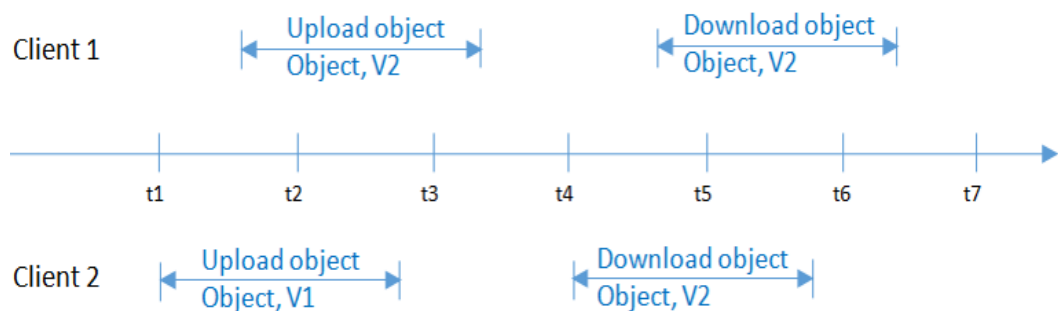 Upload object
Download object
Client 1
Object, V2
Object, V2
t1
t2
t3
t4
t5
t6
t7
Upload object
Download object
Client 2
Object, V1
Object, V2